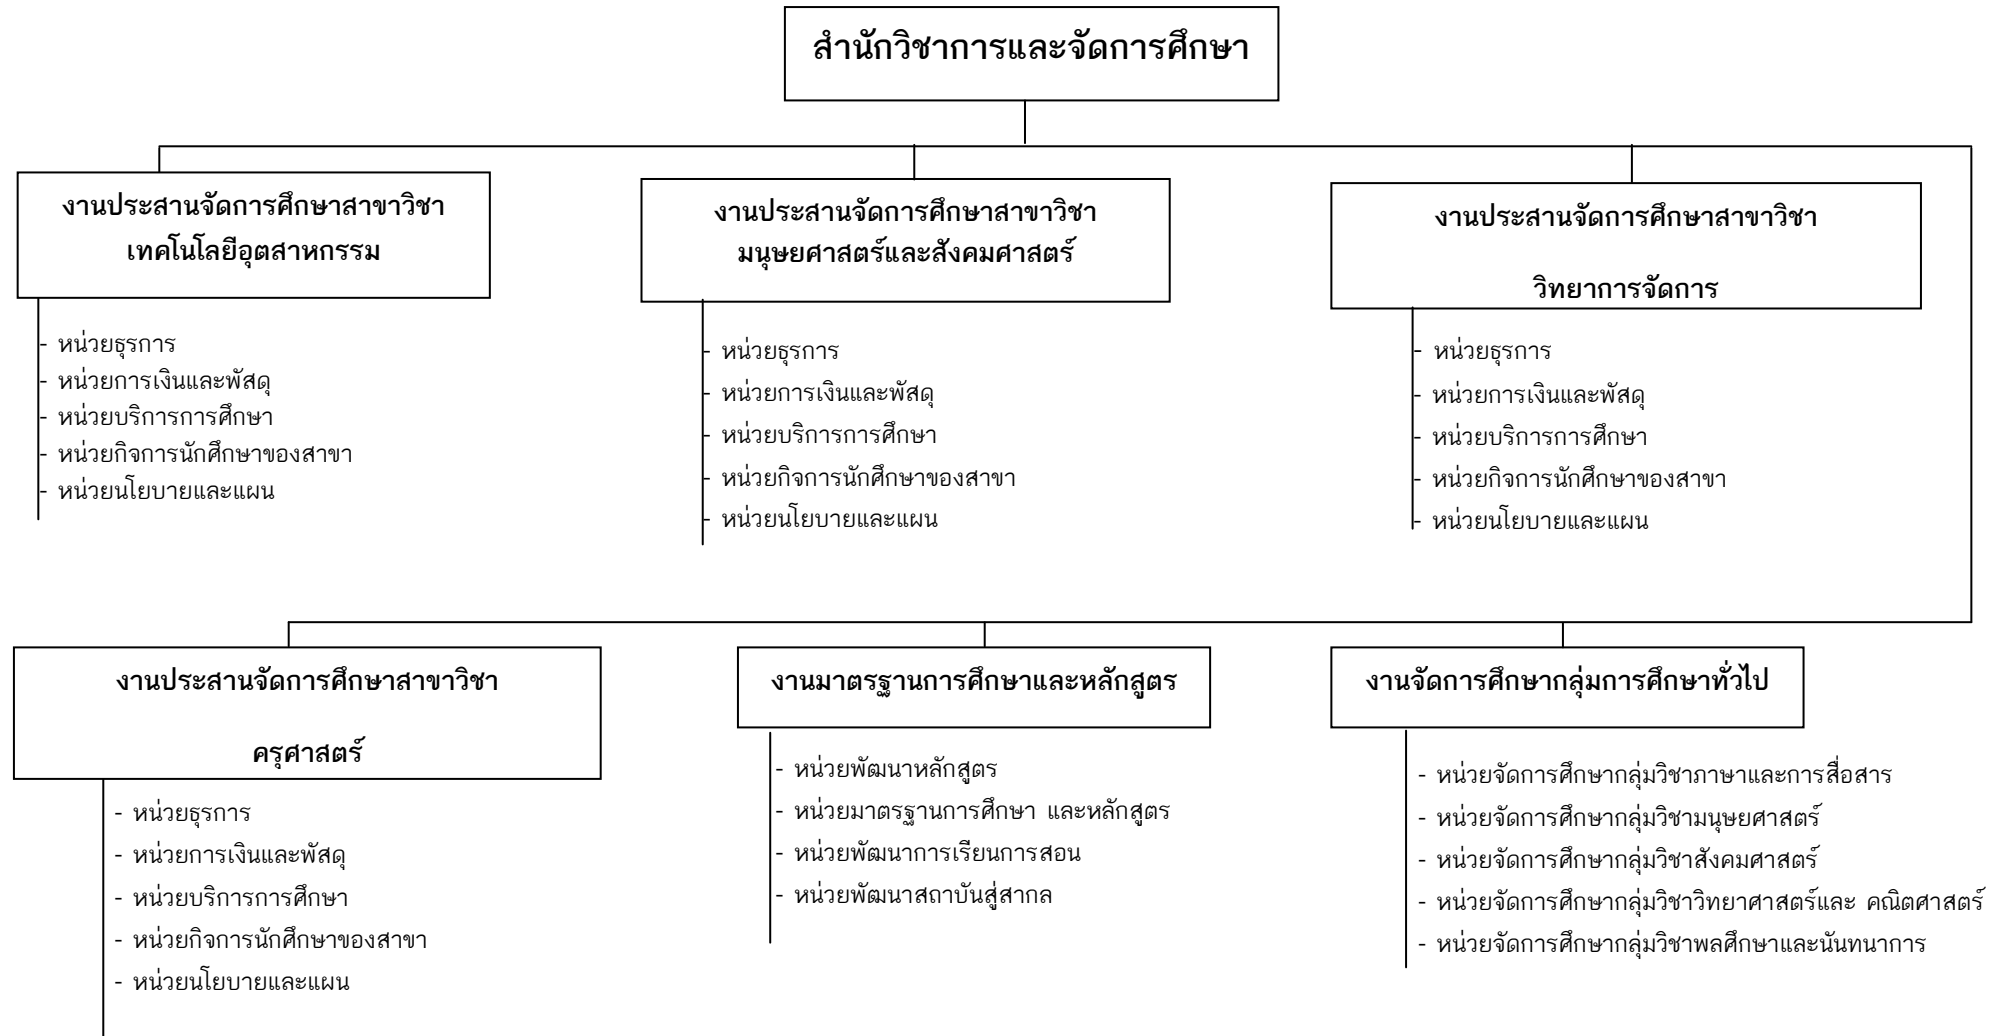 สำนักวิชาการและจัดการศึกษา
งานประสานจัดการศึกษาสาขาวิชา
เทคโนโลยีอุตสาหกรรม
- หน่วยธุรการ
- หน่วยการเงินและพัสดุ
- หน่วยบริการการศึกษา
- หน่วยกิจการนักศึกษาของสาขา
- หน่วยนโยบายและแผน
งานประสานจัดการศึกษาสาขาวิชา
มนุษยศาสตร์และสังคมศาสตร์
- หน่วยธุรการ
- หน่วยการเงินและพัสดุ
- หน่วยบริการการศึกษา
- หน่วยกิจการนักศึกษาของสาขา
- หน่วยนโยบายและแผน
งานประสานจัดการศึกษาสาขาวิชา
วิทยาการจัดการ
- หน่วยธุรการ
- หน่วยการเงินและพัสดุ
- หน่วยบริการการศึกษา
- หน่วยกิจการนักศึกษาของสาขา
- หน่วยนโยบายและแผน
งานประสานจัดการศึกษาสาขาวิชา
ครุศาสตร์
- หน่วยธุรการ
- หน่วยการเงินและพัสดุ
- หน่วยบริการการศึกษา
- หน่วยกิจการนักศึกษาของสาขา
- หน่วยนโยบายและแผน
งานมาตรฐานการศึกษาและหลักสูตร
- หน่วยพัฒนาหลักสูตร
- หน่วยมาตรฐานการศึกษา และหลักสูตร
- หน่วยพัฒนาการเรียนการสอน
- หน่วยพัฒนาสถาบันสู่สากล
งานจัดการศึกษากลุ่มการศึกษาทั่วไป
- หน่วยจัดการศึกษากลุ่มวิชาภาษาและการสื่อสาร
- หน่วยจัดการศึกษากลุ่มวิชามนุษยศาสตร์
- หน่วยจัดการศึกษากลุ่มวิชาสังคมศาสตร์
- หน่วยจัดการศึกษากลุ่มวิชาวิทยาศาสตร์และ คณิตศาสตร์
- หน่วยจัดการศึกษากลุ่มวิชาพลศึกษาและนันทนาการ